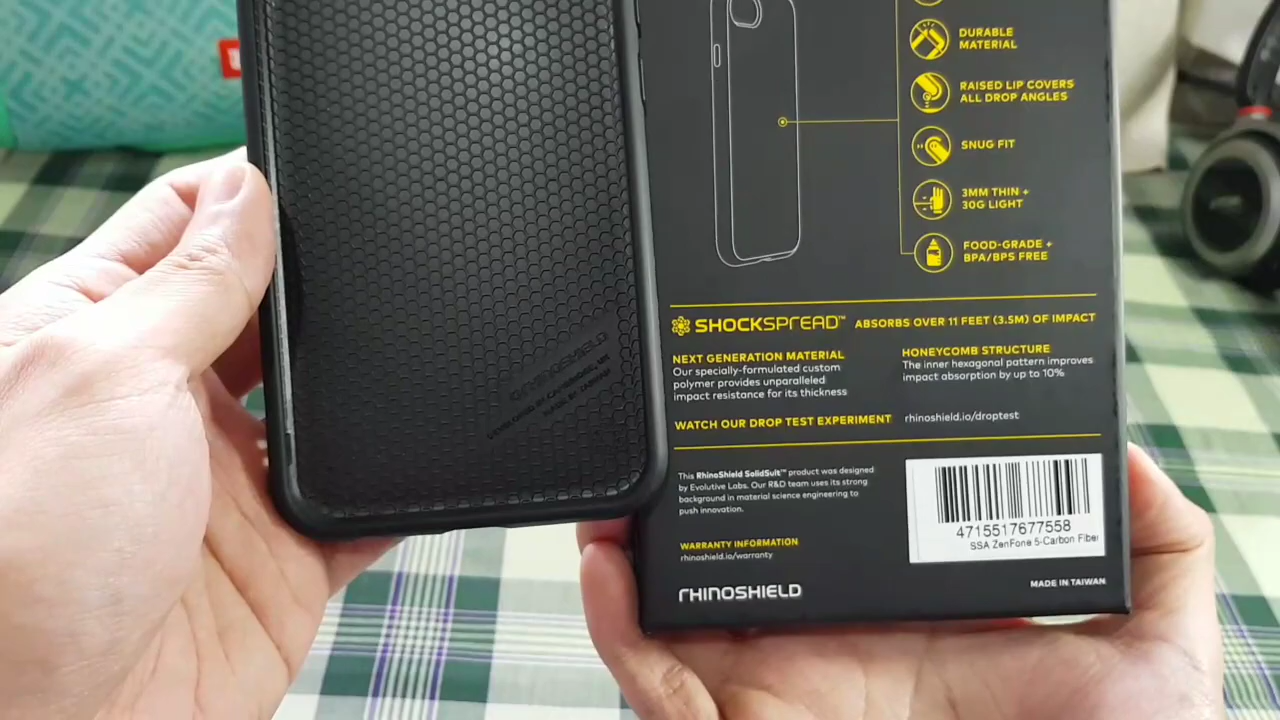 DURABLE
MATERIAL
RAISED LIP COVERS
ALL DROP ANGLES
SNUG FIT
3MM THIN +
30G LIGHT
FOOD-GRADE +
BPA/BPS FREE
SHOCKSPREAD™ ABSORBS OVER 11 FEET (3.5M) OF IMPACT
NEXT GENERATION MATERIAL
Our specially-formulated custom
polymer provides unparalleled
impact resistance for its thickness
HONEYCOMB STRUCTURE
The inner hexagonal pattern improves
impact absorption by up to 10%
WATCH OUR DROP TEST EXPERIMENT rhinoshield.io/droptest
This RhinoShield SolidSuit™ product was designed
by Evolutive Labs. Our R&D team uses its strong
background in material science engineering to
push innovation.
WARRANTY INFORMATION
rhinoshield.io/warranty
4715517677558
SSA ZenFone 5-Carbon Fiber
RHINOSHIELD
MADE IN TAIWAN
RHINOSHIELD